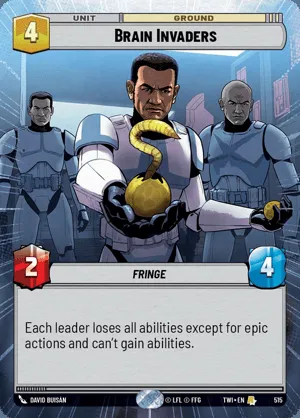 UNIT GROUND
4
BRAIN INVADERS
2
4
FRINGE
Each leader loses all abilities except for epic
actions and can't gain abilities.
DAVID BUISÁN © LFL © FFG TWI • EN 515